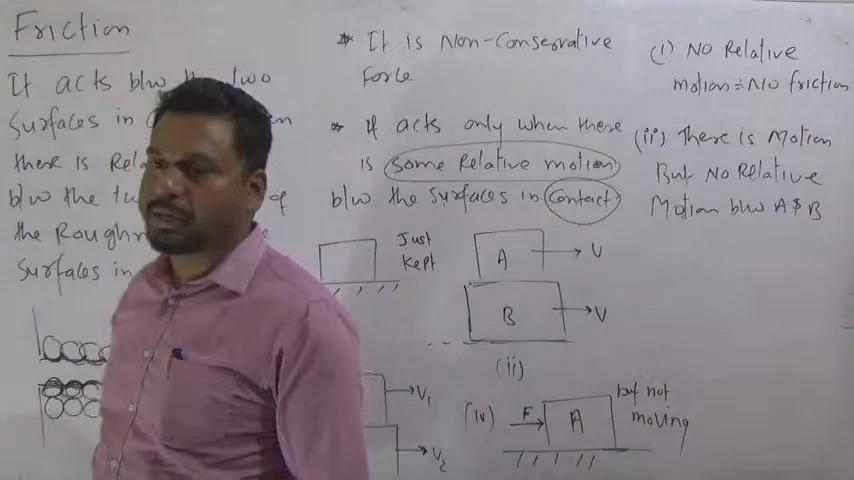 Friction
It acts b/w the two
Surfaces in
there is Rel
b/w the of
the Roughn
Surfaces in
* It is Non-Conservative
Force
* It acts only when there
is Some Relative motion
b/w the Surfaces in Contact
Just
Kept
A V
B V
(ii)
V1
V2
(iv) F A
but not
moving
(i) NO Relative
motion = No friction
(ii) There is Motion
But No Relative
Motion b/w A & B